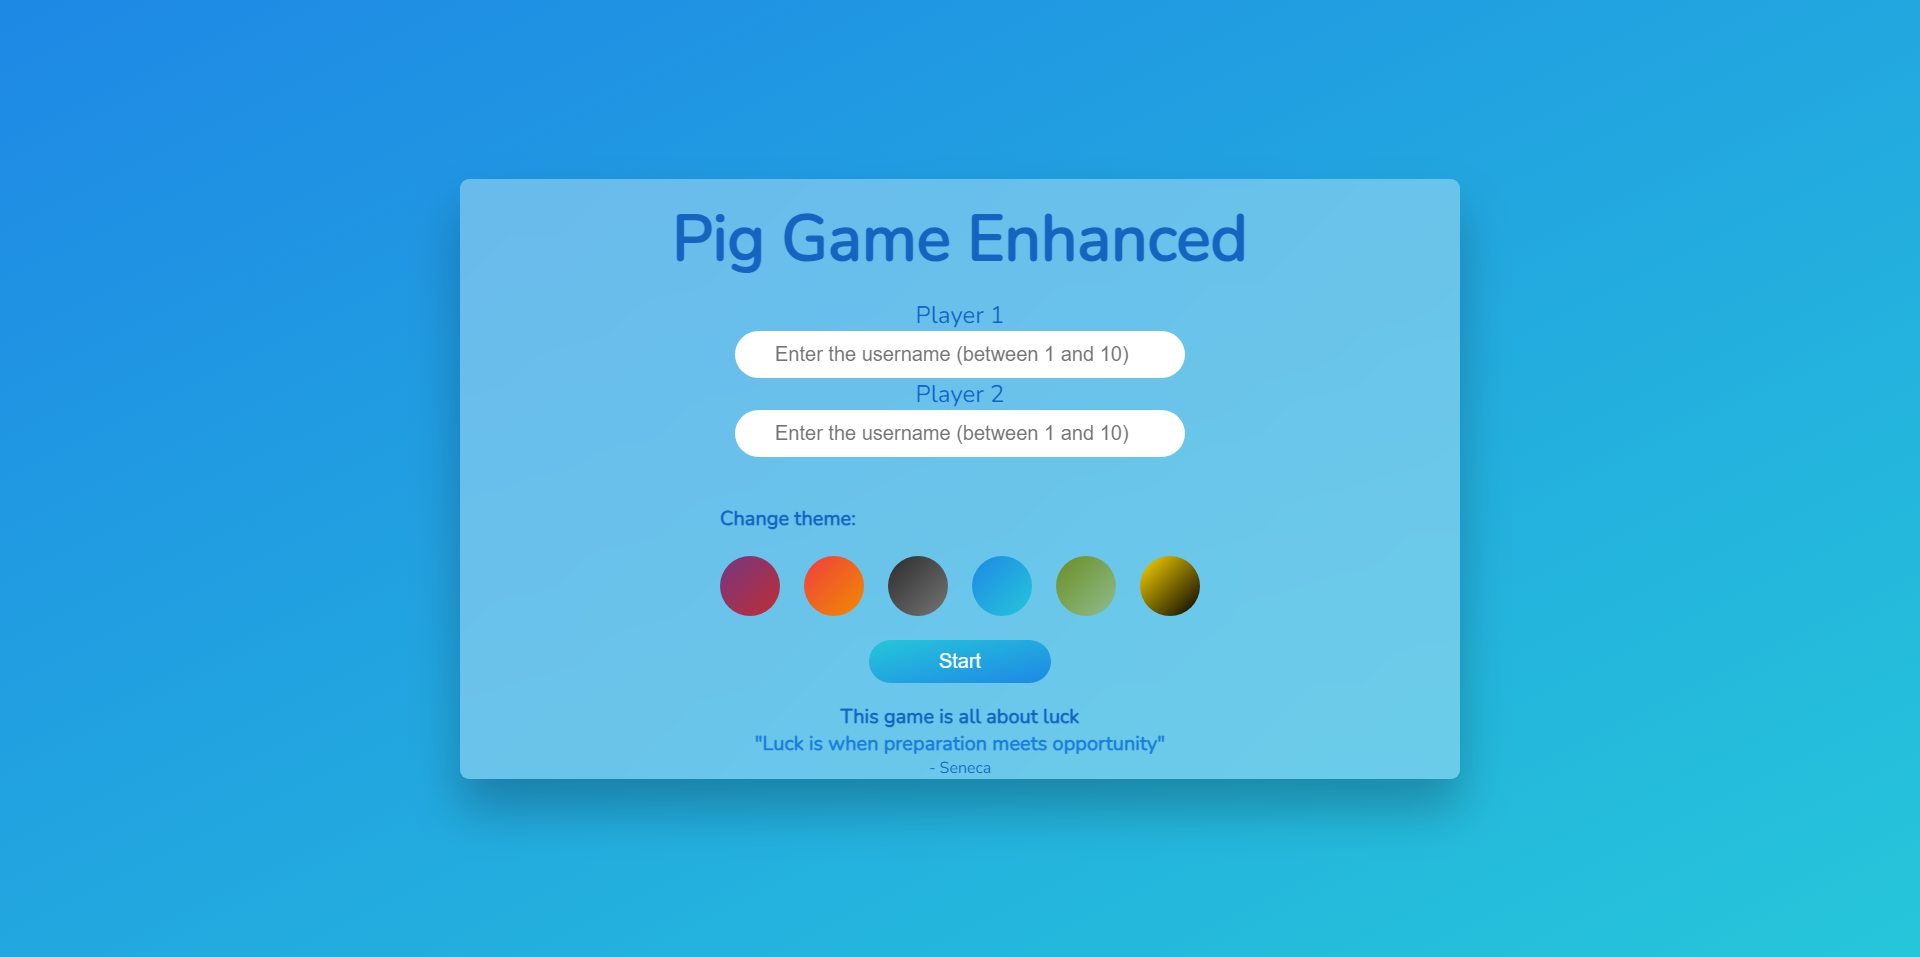 Pig Game Enhanced
Player 1
Enter the username (between 1 and 10)
Player 2
Enter the username (between 1 and 10)
Change theme:
Start
This game is all about luck
"Luck is when preparation meets opportunity"
- Seneca